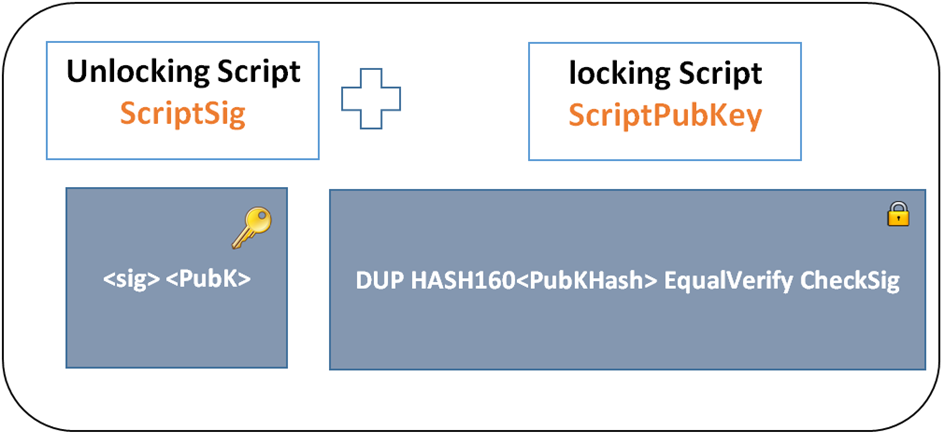 Unlocking Script
ScriptSig
locking Script
ScriptPubKey
<sig> <PubK>
DUP HASH160<PubKHash> EqualVerify CheckSig